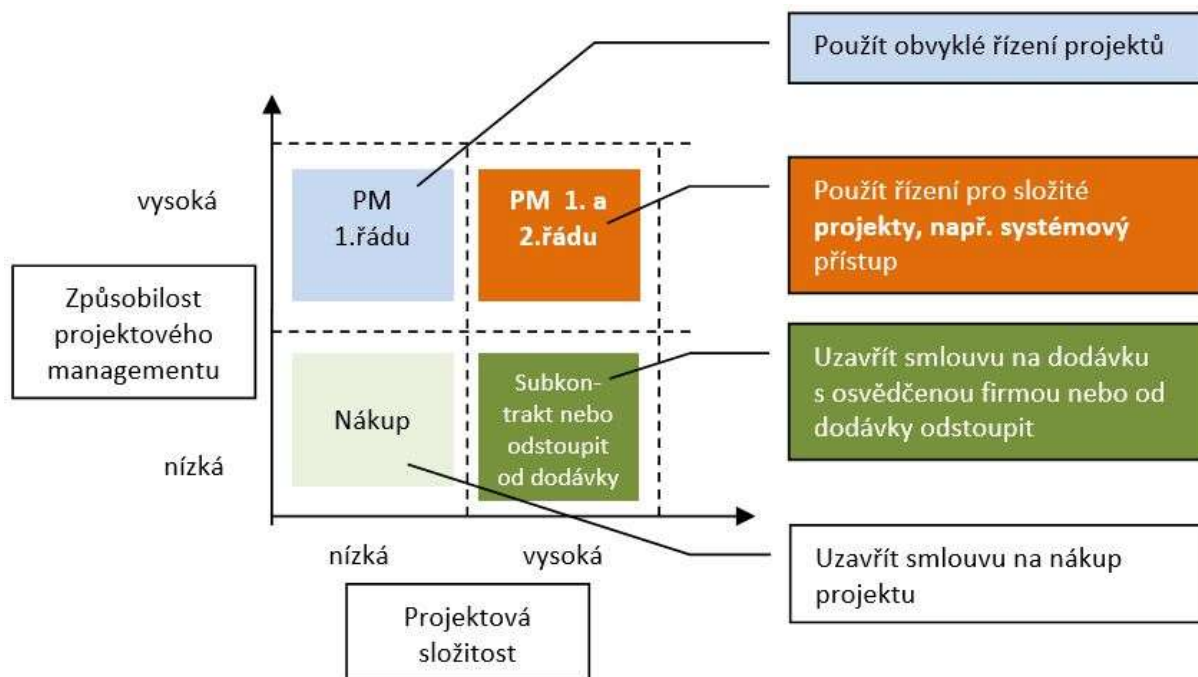 Použít obvyklé řízení projektů
vysoká
PM
1.řádu
PM 1. a
2.řádu
Použít řízení pro složité
projekty, např. systémový
přístup
Způsobilost
projektového
managementu
nízká
Nákup
Subkon-
trakt nebo
odstoupit
od dodávky
Uzavřít smlouvu na dodávku
s osvědčenou firmou nebo od
dodávky odstoupit
nízká
vysoká
Uzavřít smlouvu na nákup
projektu
Projektová
složitost